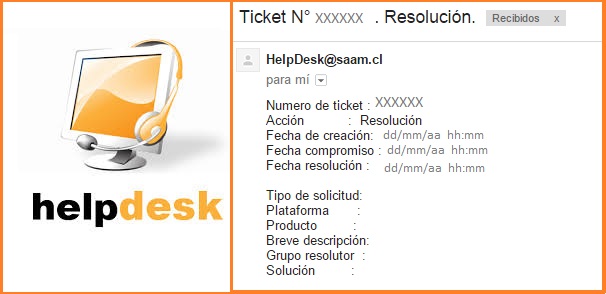 helpdesk
Ticket N° XXXXXX . Resolución. Recibidos x
HelpDesk@saam.cl
para mí
Numero de ticket : XXXXXX
Acción : Resolución
Fecha de creación: dd/mm/aa hh:mm
Fecha compromiso : dd/mm/aa hh:mm
Fecha resolución : dd/mm/aa hh:mm
Tipo de solicitud:
Plataforma :
Producto :
Breve descripción:
Grupo resolutor :
Solución :